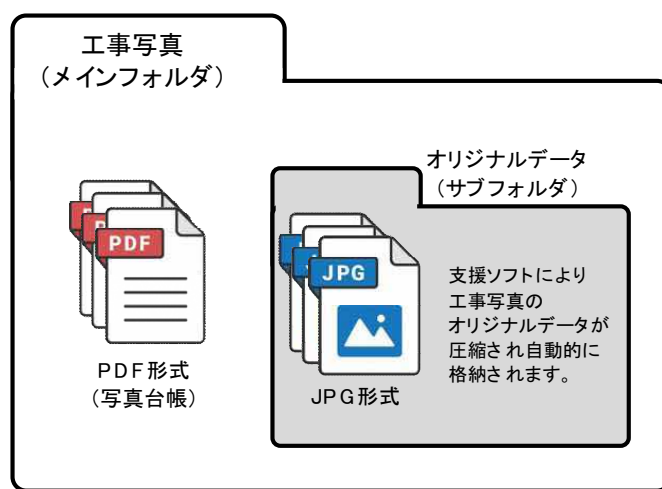 工事写真
（メインフォルダ）
オリジナルデータ
（サブフォルダ）
PDF
JPG
支援ソフトにより
工事写真の
オリジナルデータが
圧縮され自動的に
格納されます。
PDF形式
（写真台帳）
JPG形式